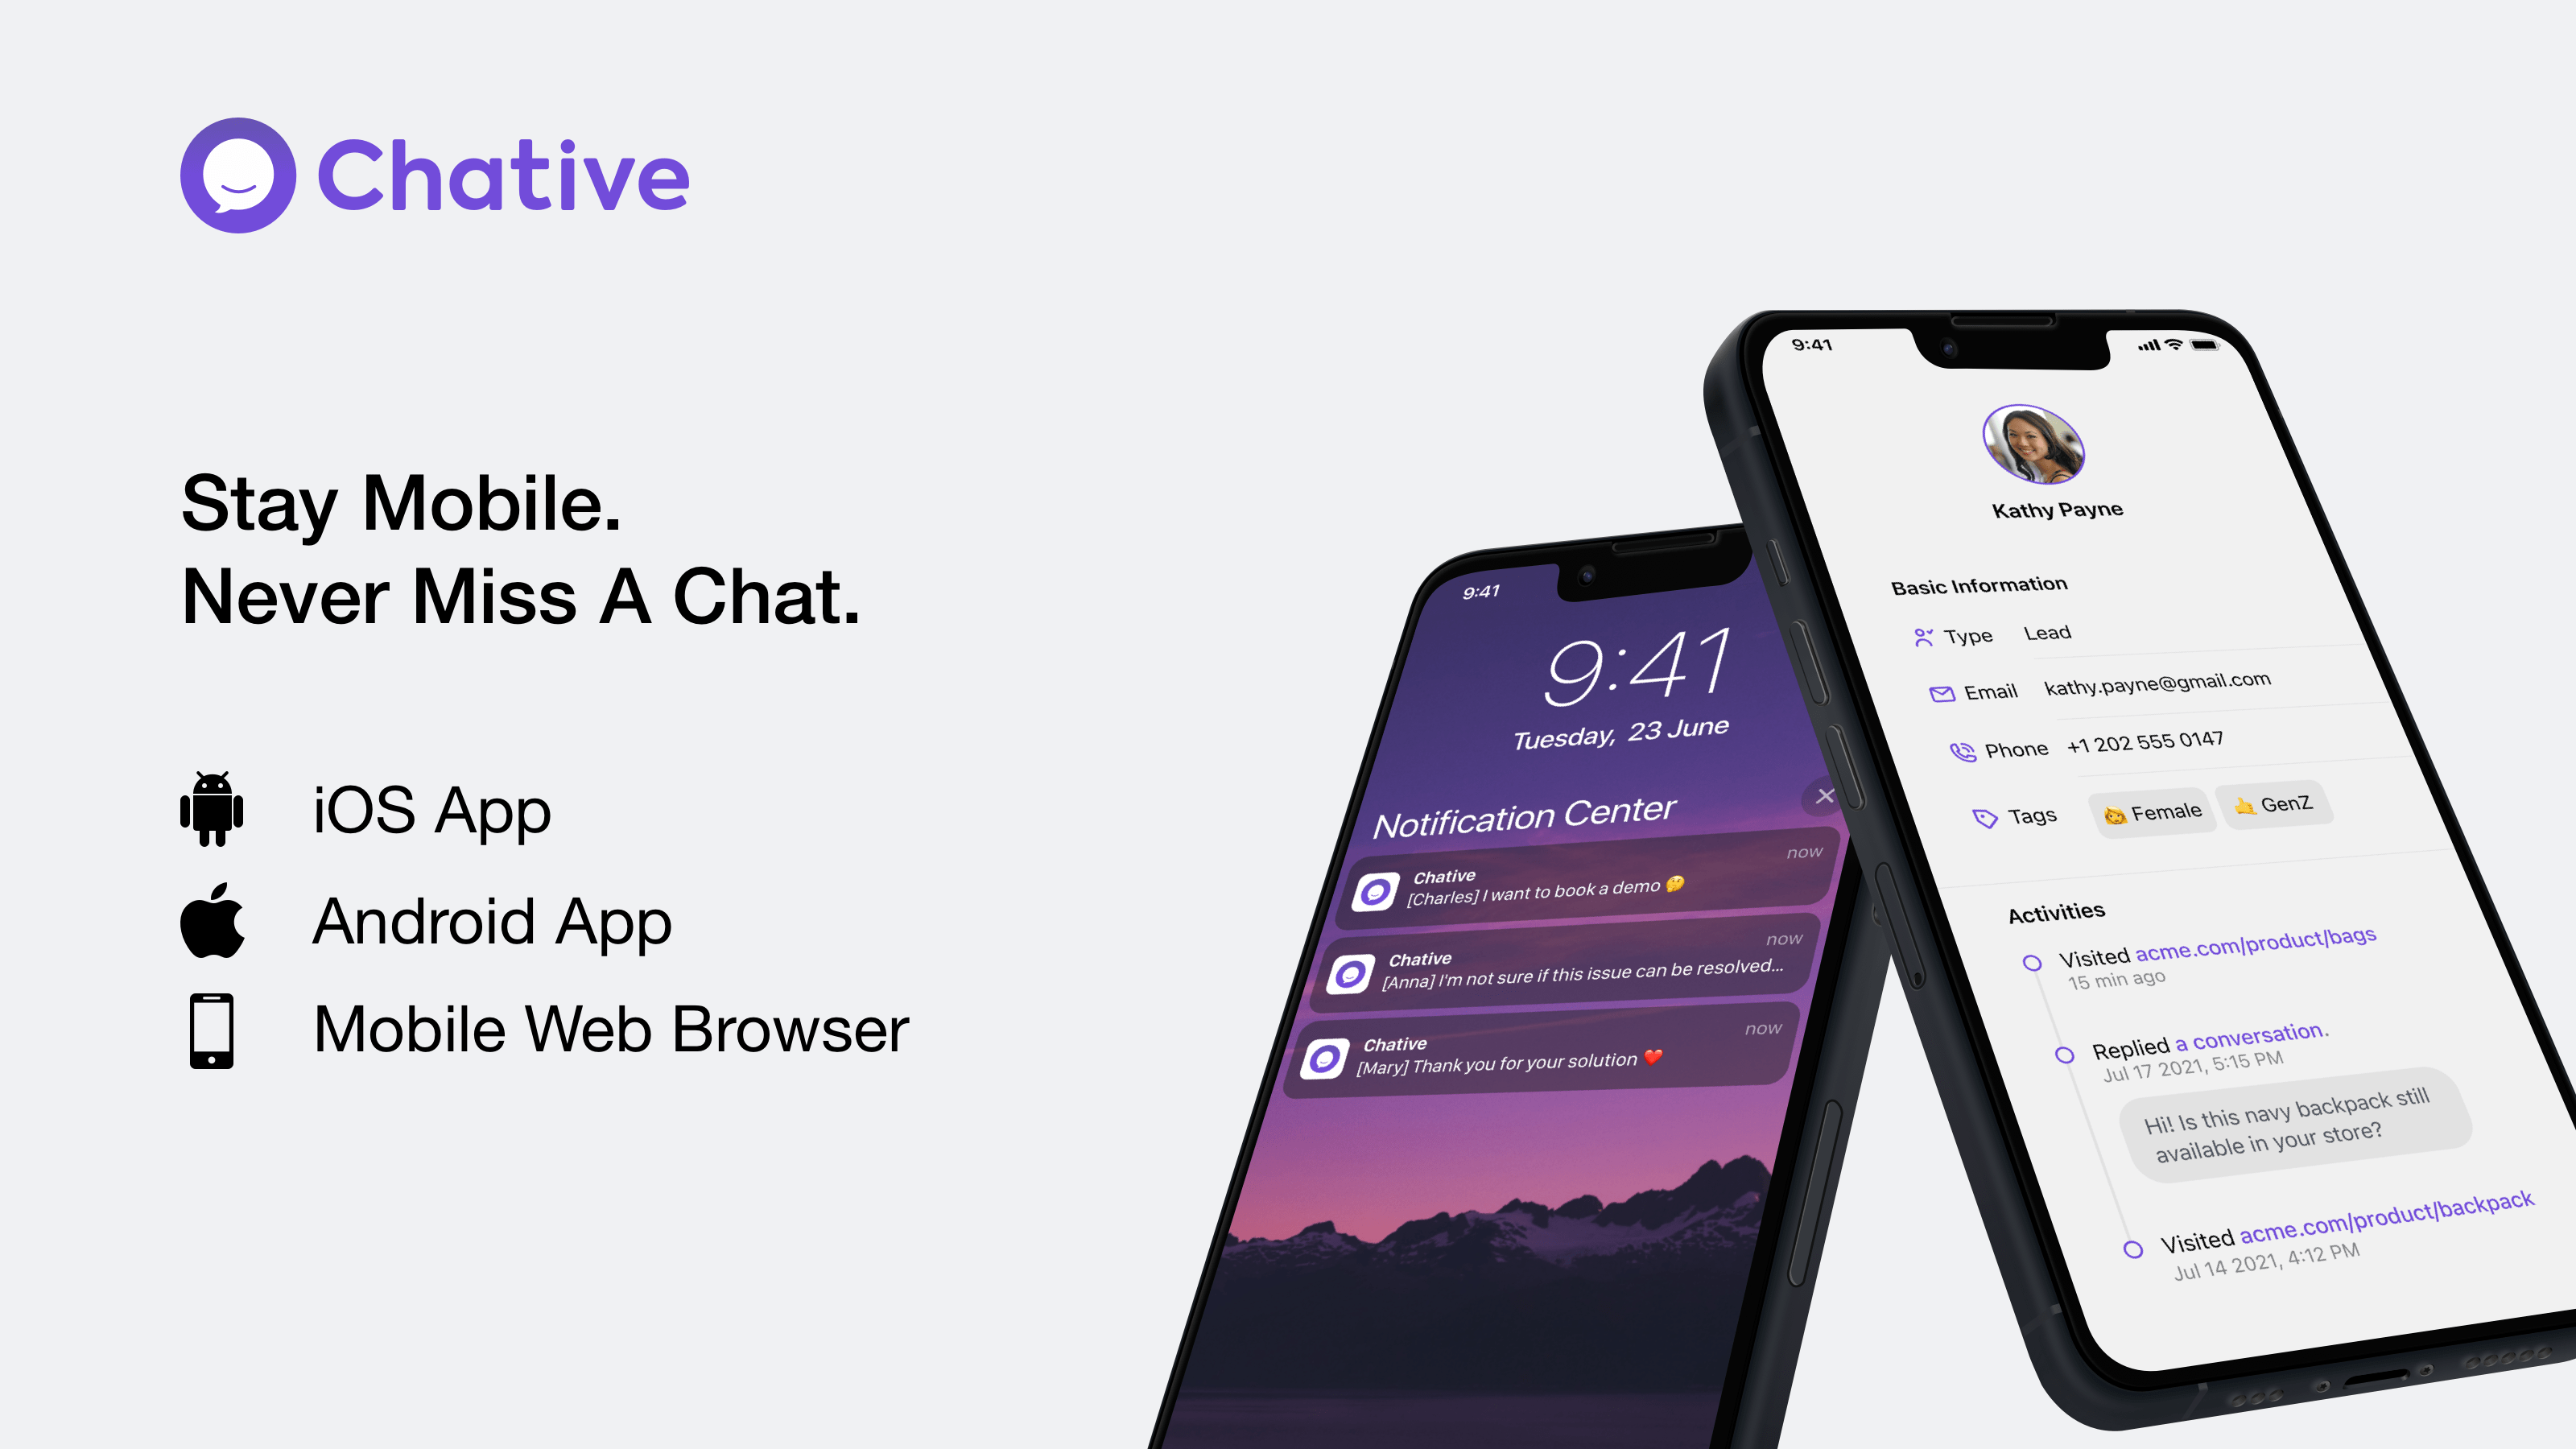 Chative
Stay Mobile.
Never Miss A Chat.
iOS App
Android App
Mobile Web Browser
9:41
9:41
Tuesday, 23 June
Notification Center
Chative
now
[Charles] I want to book a demo 🤔
Chative
now
[Anna] I'm not sure if this issue can be resolved...
Chative
now
[Mary] Thank you for your solution ❤️
9:41
Kathy Payne
Basic Information
Type Lead
Email kathy.payne@gmail.com
Phone +1 202 555 0147
Tags 👩 Female 🤙 GenZ
Activities
Visited acme.com/product/bags
15 min ago
Replied a conversation.
Jul 17 2021, 5:15 PM
Hi! Is this navy backpack still
available in your store?
Visited acme.com/product/backpack
Jul 14 2021, 4:12 PM